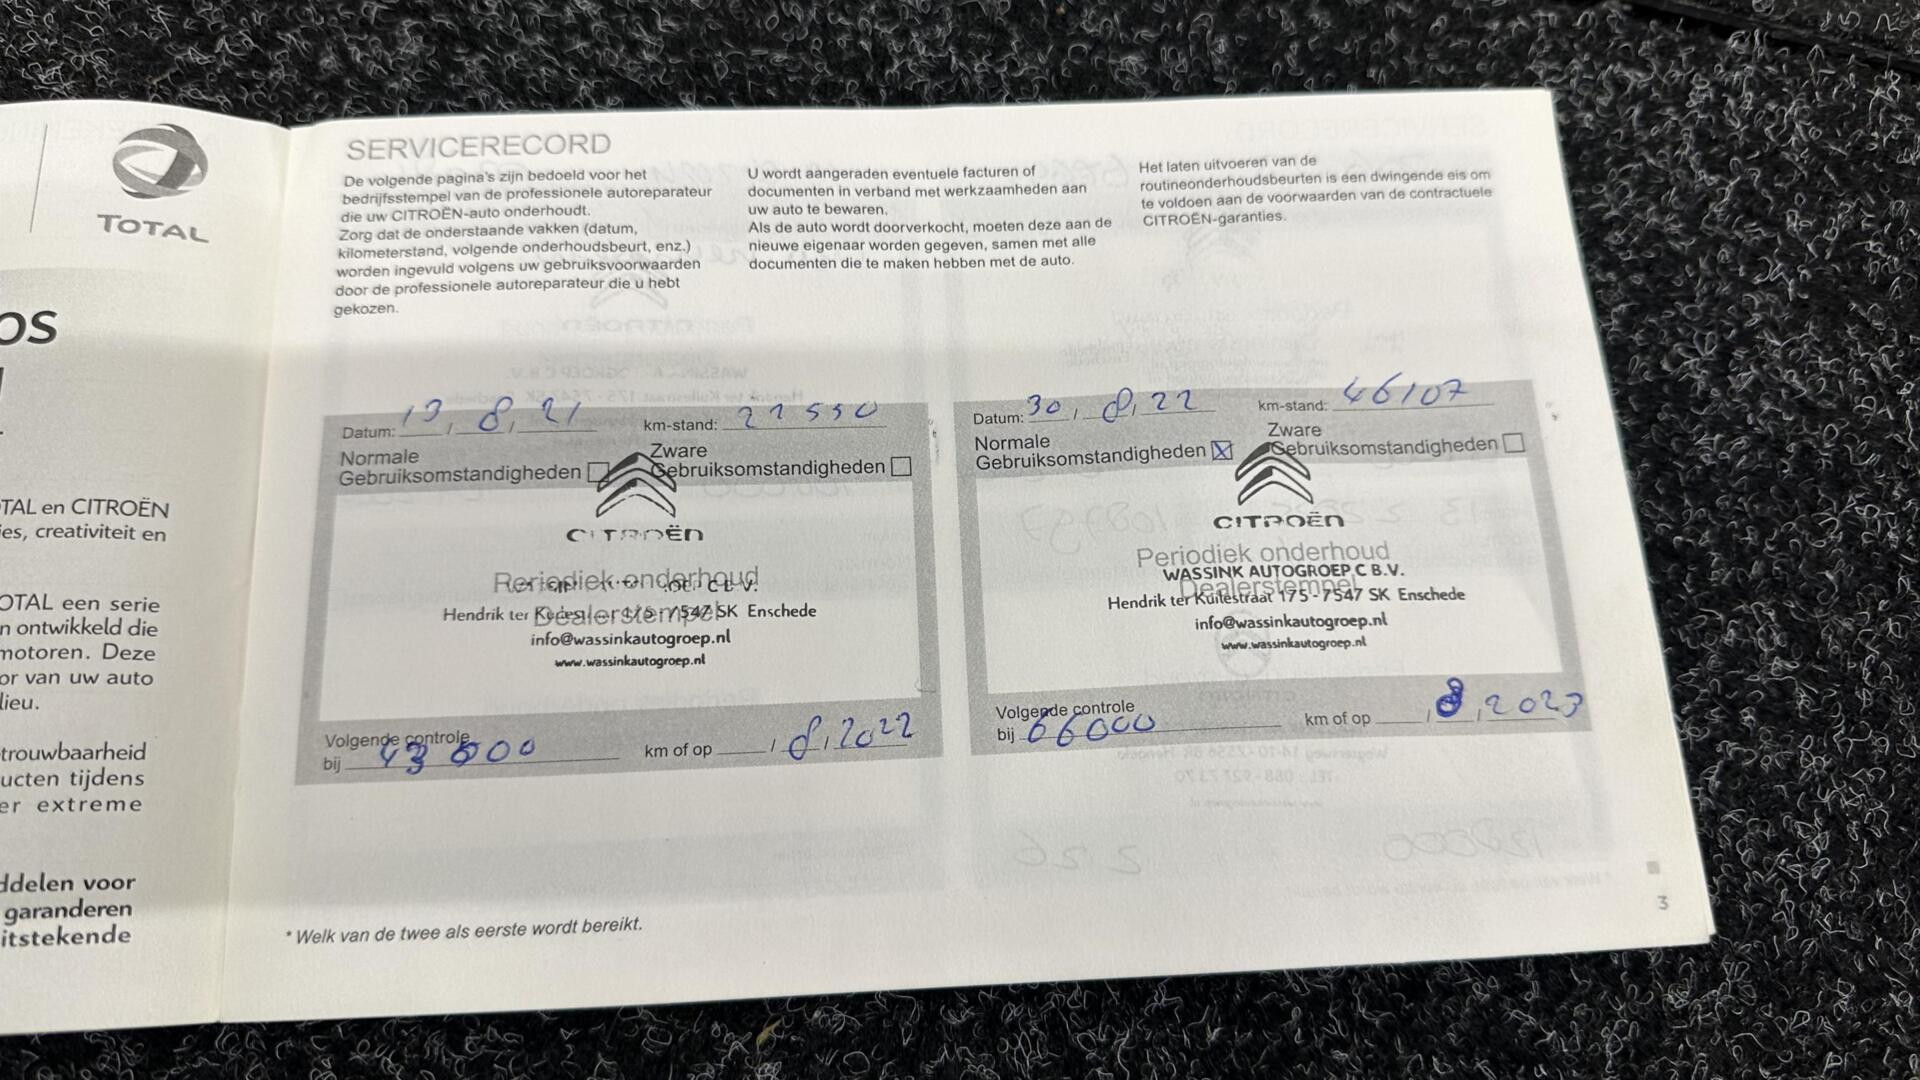 TOTAL
OS
TAL en CITROËN
ies, creativiteit en
OTAL een serie
n ontwikkeld die
motoren. Deze
or van uw auto
lieu.
trouwbaarheid
ucten tijdens
er extreme
ddelen voor
garanderen
itstekende
SERVICERECORD
De volgende pagina's zijn bedoeld voor het
bedrijfsstempel van de professionele autoreparateur
die uw CITROËN-auto onderhoudt.
Zorg dat de onderstaande vakken (datum,
kilometerstand, volgende onderhoudsbeurt, enz.)
worden ingevuld volgens uw gebruiksvoorwaarden
door de professionele autoreparateur die u hebt
gekozen.
U wordt aangeraden eventuele facturen of
documenten in verband met werkzaamheden aan
uw auto te bewaren.
Als de auto wordt doorverkocht, moeten deze aan de
nieuwe eigenaar worden gegeven, samen met alle
documenten die te maken hebben met de auto.
Het laten uitvoeren van de
routineonderhoudsbeurten is een dwingende eis om
te voldoen aan de voorwaarden van de contractuele
CITROËN-garanties.
Datum: , 8, 21 km-stand:
Normale
Gebruiksomstandigheden
Zware
Gebruiksomstandigheden
CITROËN
Periodiek onderhoud
Dealerstempel
Hendrik ter 175 - 7547 SK Enschede
info@wassinkautogroep.nl
www.wassinkautogroep.nl
Volgende controle
bij 43 000 km of op , 8, 2022
Datum: 30, 8, 22 km-stand: 46107
Normale
Gebruiksomstandigheden X
Zware
Gebruiksomstandigheden
CITROËN
Periodiek onderhoud
WASSINK AUTOGROEP C B.V.
Dealerstempel
Hendrik ter Kuilestraat 175 - 7547 SK Enschede
info@wassinkautogroep.nl
www.wassinkautogroep.nl
Volgende controle
bij 66000 km of op , 8, 2023
* Welk van de twee als eerste wordt bereikt.
3